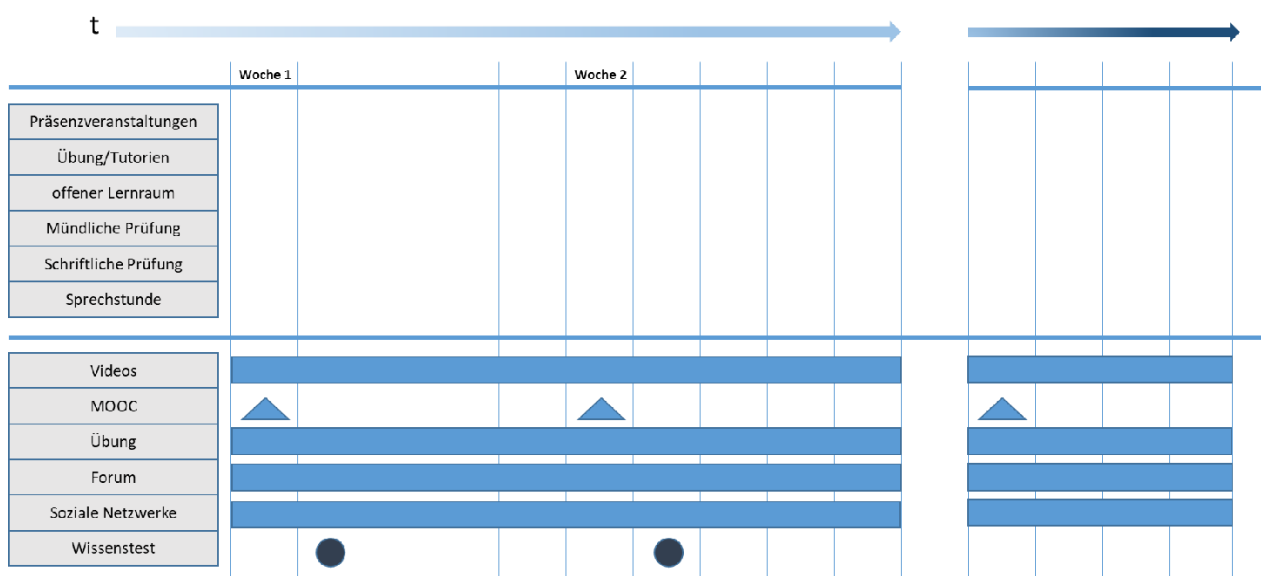 t
Woche 1
Woche 2
Präsenzveranstaltungen
Übung/Tutorien
offener Lernraum
Mündliche Prüfung
Schriftliche Prüfung
Sprechstunde
Videos
MOOC
Übung
Forum
Soziale Netzwerke
Wissenstest